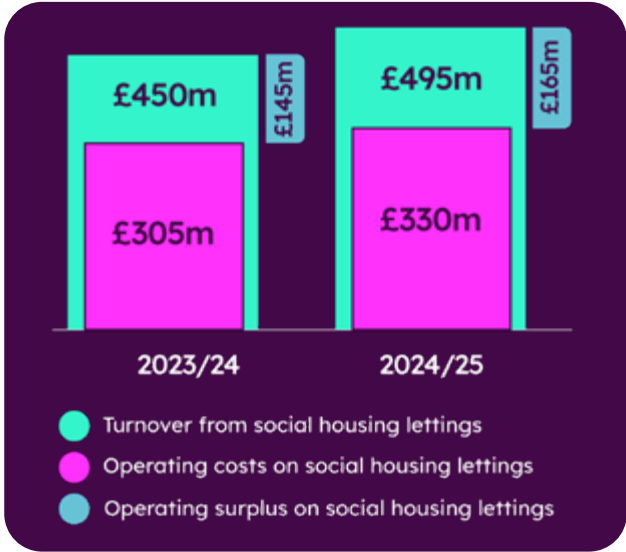 £450m
£145m
£305m
£495m
£165m
£330m
2023/24
2024/25
Turnover from social housing lettings
Operating costs on social housing lettings
Operating surplus on social housing lettings